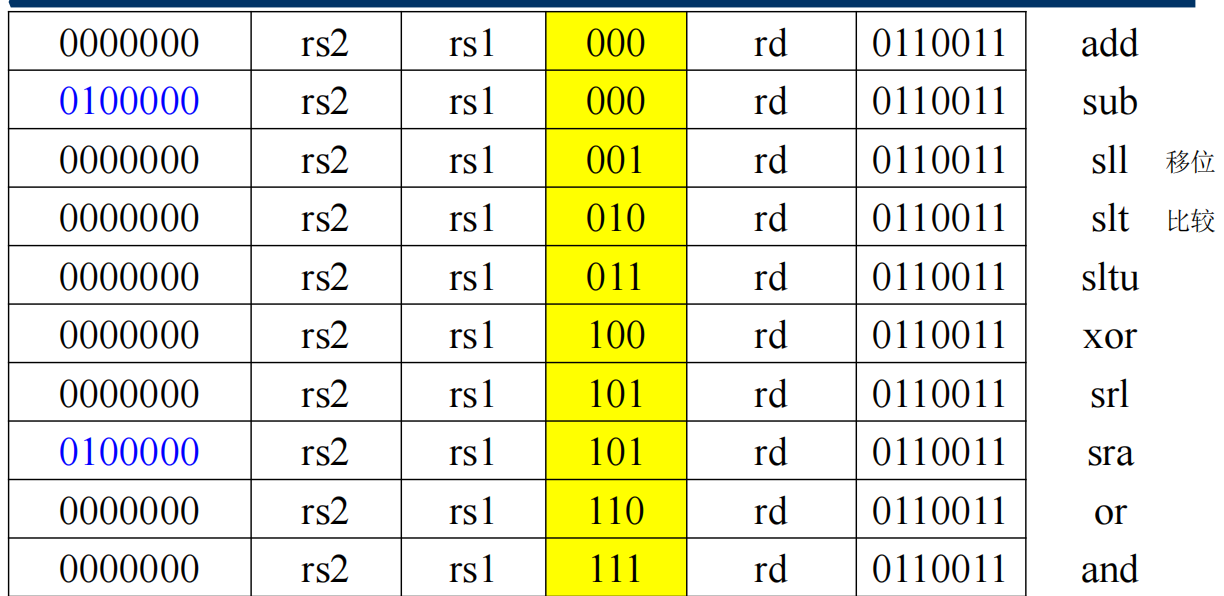 0000000 rs2 rs1 000 rd 0110011 add
0100000 rs2 rs1 000 rd 0110011 sub
0000000 rs2 rs1 001 rd 0110011 sll 移位
0000000 rs2 rs1 010 rd 0110011 slt 比较
0000000 rs2 rs1 011 rd 0110011 sltu
0000000 rs2 rs1 100 rd 0110011 xor
0000000 rs2 rs1 101 rd 0110011 srl
0100000 rs2 rs1 101 rd 0110011 sra
0000000 rs2 rs1 110 rd 0110011 or
0000000 rs2 rs1 111 rd 0110011 and